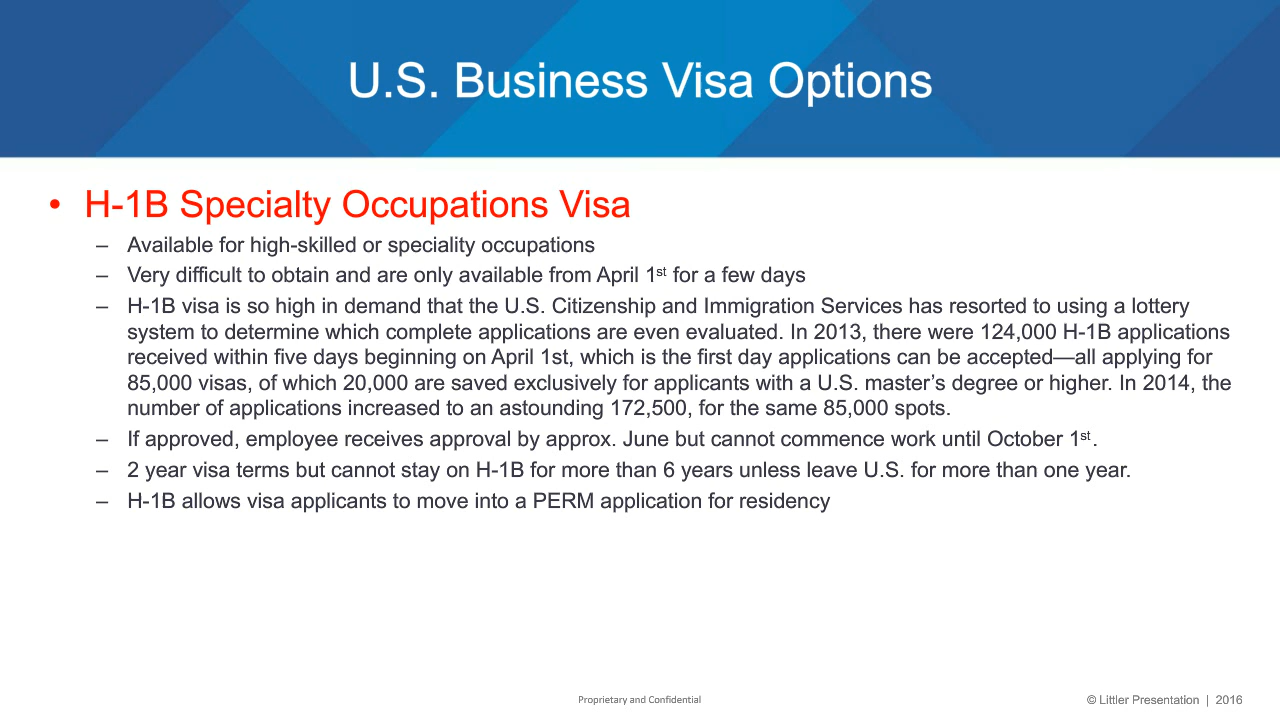 U.S. Business Visa Options
• H-1B Specialty Occupations Visa
– Available for high-skilled or speciality occupations
– Very difficult to obtain and are only available from April 1st for a few days
– H-1B visa is so high in demand that the U.S. Citizenship and Immigration Services has resorted to using a lottery
system to determine which complete applications are even evaluated. In 2013, there were 124,000 H-1B applications
received within five days beginning on April 1st, which is the first day applications can be accepted—all applying for
85,000 visas, of which 20,000 are saved exclusively for applicants with a U.S. master’s degree or higher. In 2014, the
number of applications increased to an astounding 172,500, for the same 85,000 spots.
– If approved, employee receives approval by approx. June but cannot commence work until October 1st.
– 2 year visa terms but cannot stay on H-1B for more than 6 years unless leave U.S. for more than one year.
– H-1B allows visa applicants to move into a PERM application for residency
Proprietary and Confidential
© Littler Presentation | 2016